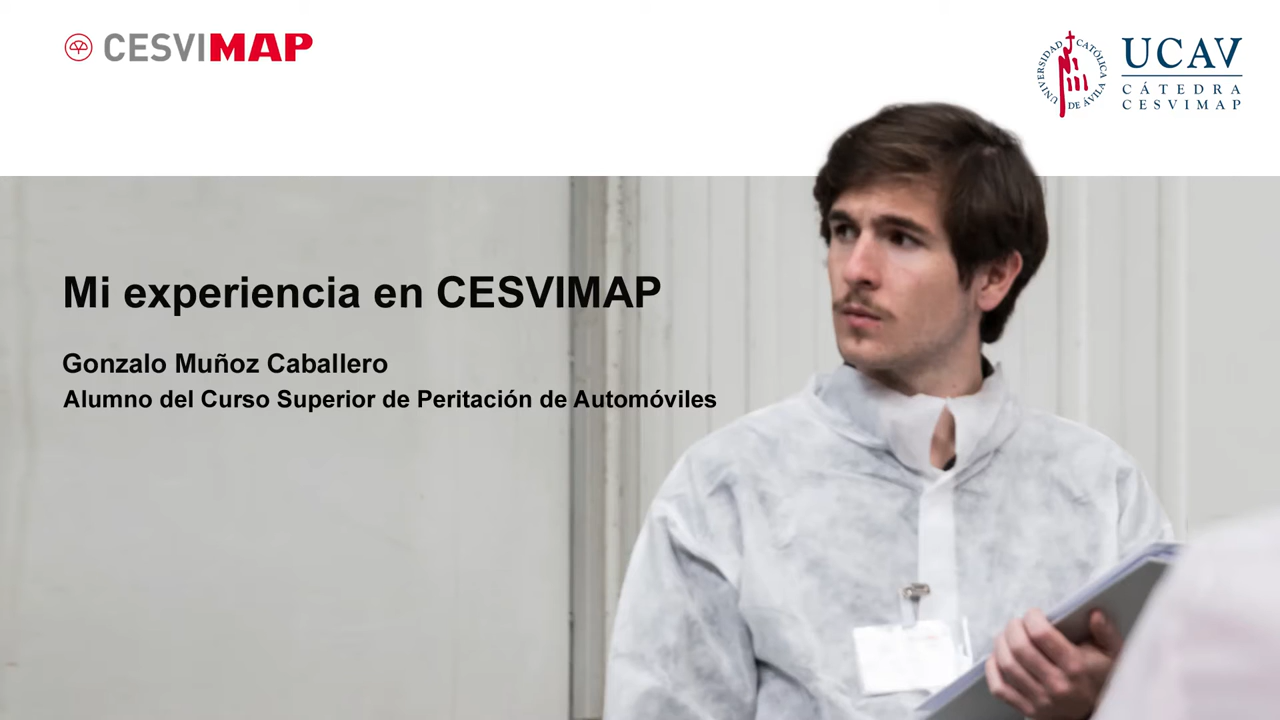 CESVIMAP
UNIVERSIDAD CATÓLICA DE ÁVILA
UCAV
CÁTEDRA
CESVIMAP
Mi experiencia en CESVIMAP
Gonzalo Muñoz Caballero
Alumno del Curso Superior de Peritación de Automóviles